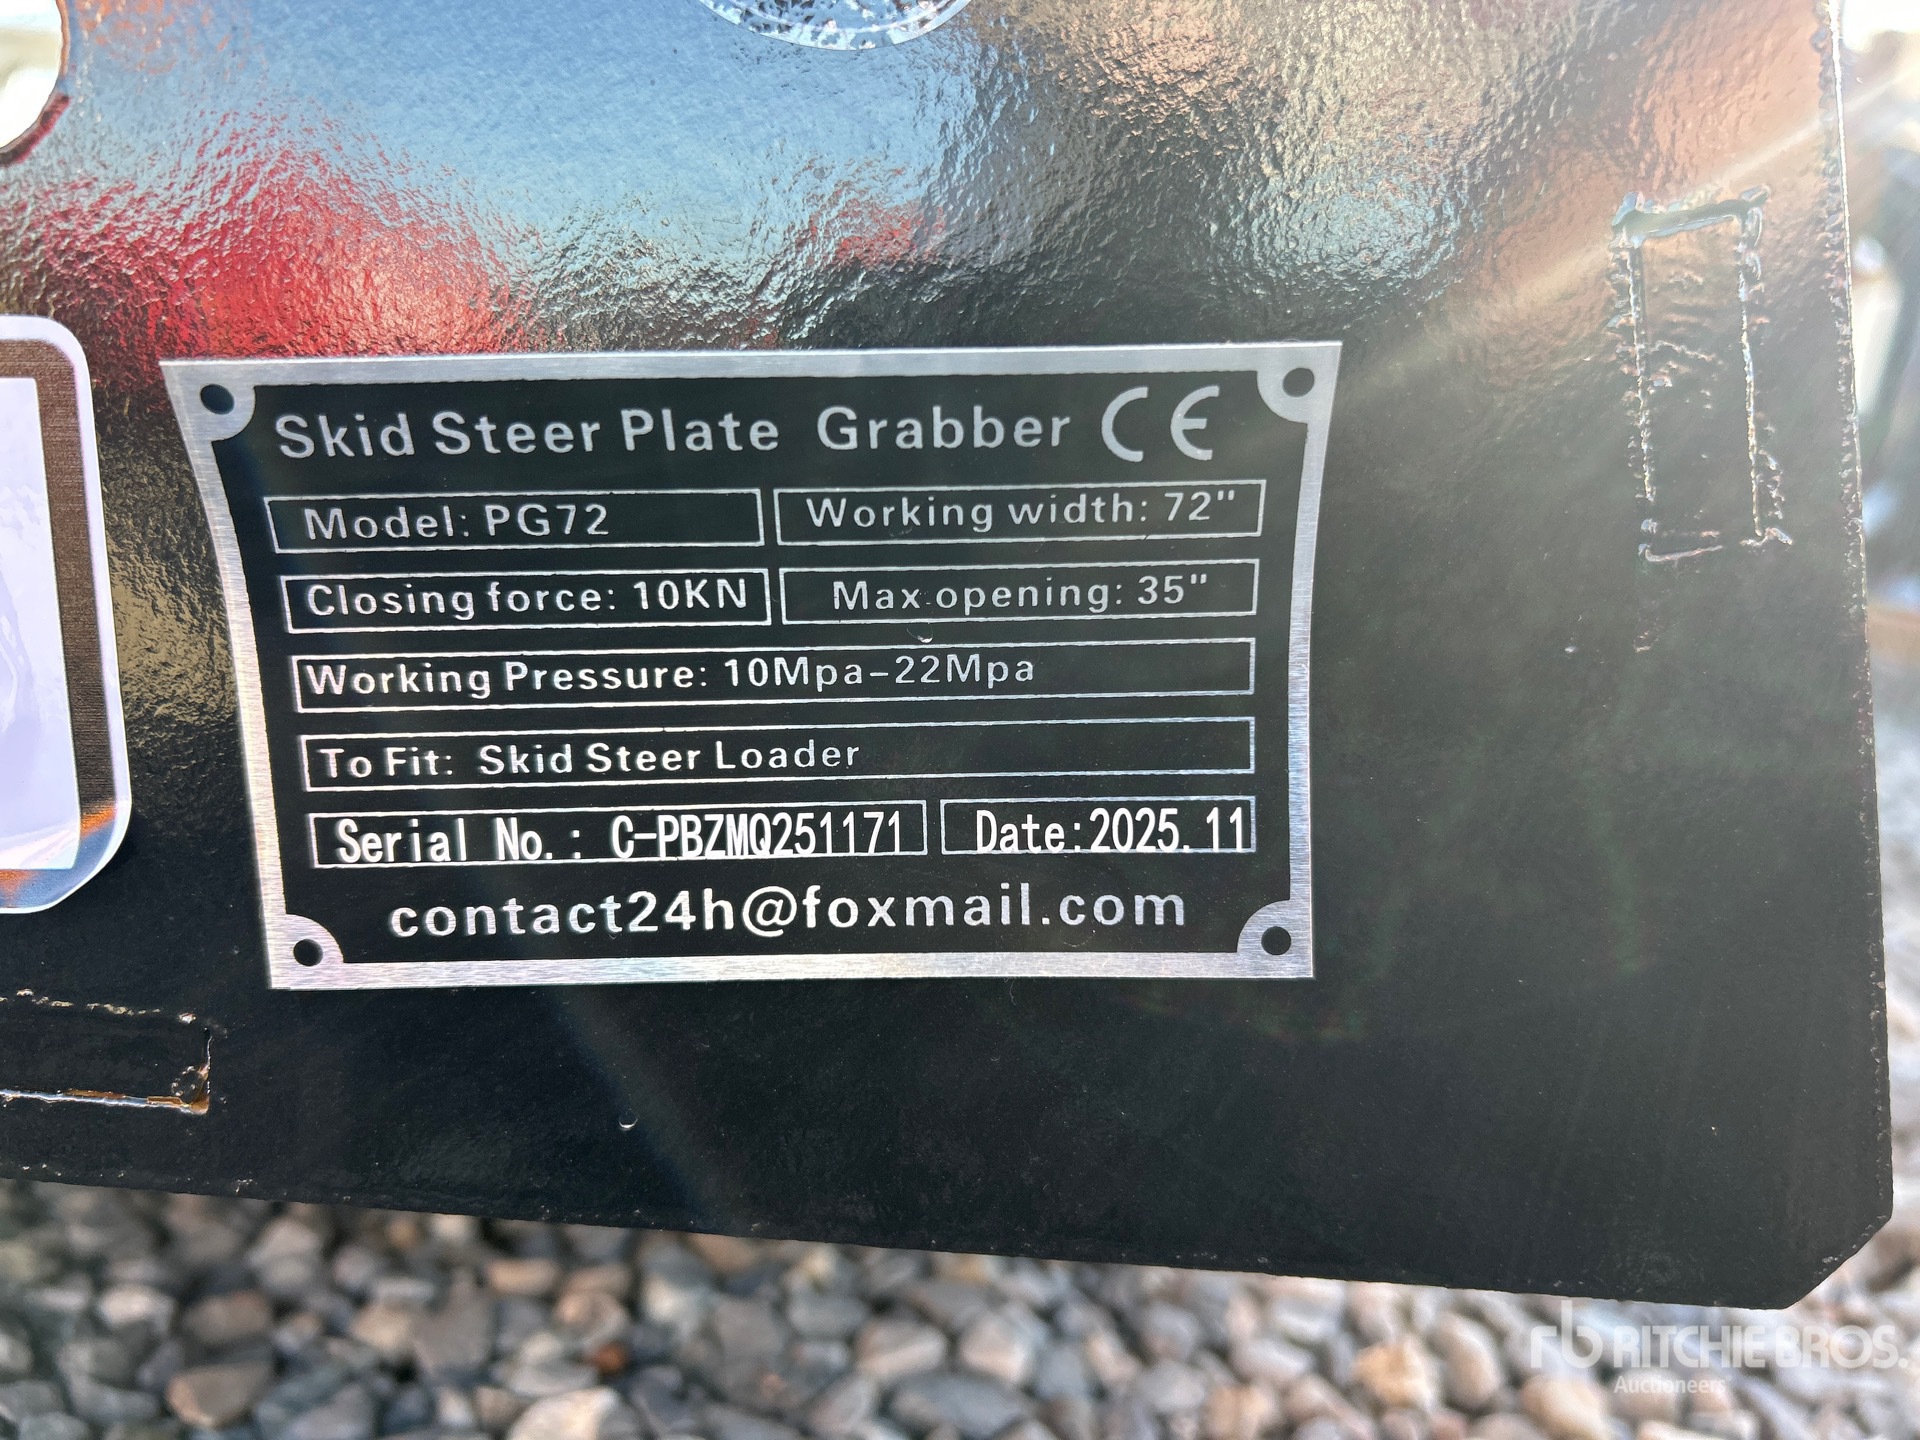 Skid Steer Plate Grabber CE
Model: PG72 Working width: 72"
Closing force: 10KN Max opening: 35"
Working Pressure: 10Mpa-22Mpa
To Fit: Skid Steer Loader
Serial No.: C-PBZMQ251171 Date:2025.11
contact24h@foxmail.com
rb RITCHIE BROS.
Auctioneers